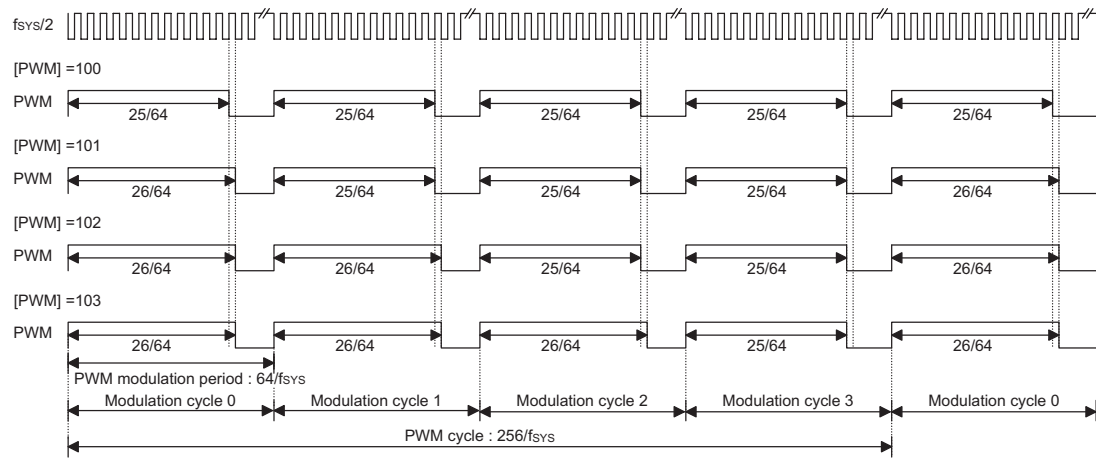 fSYS/2
[PWM] =100
PWM
25/64 25/64 25/64 25/64 25/64
[PWM] =101
PWM
26/64 25/64 25/64 25/64 26/64
[PWM] =102
PWM
26/64 26/64 25/64 25/64 26/64
[PWM] =103
PWM
26/64 26/64 26/64 25/64 26/64
PWM modulation period : 64/fSYS
Modulation cycle 0 Modulation cycle 1 Modulation cycle 2 Modulation cycle 3 Modulation cycle 0
PWM cycle : 256/fSYS